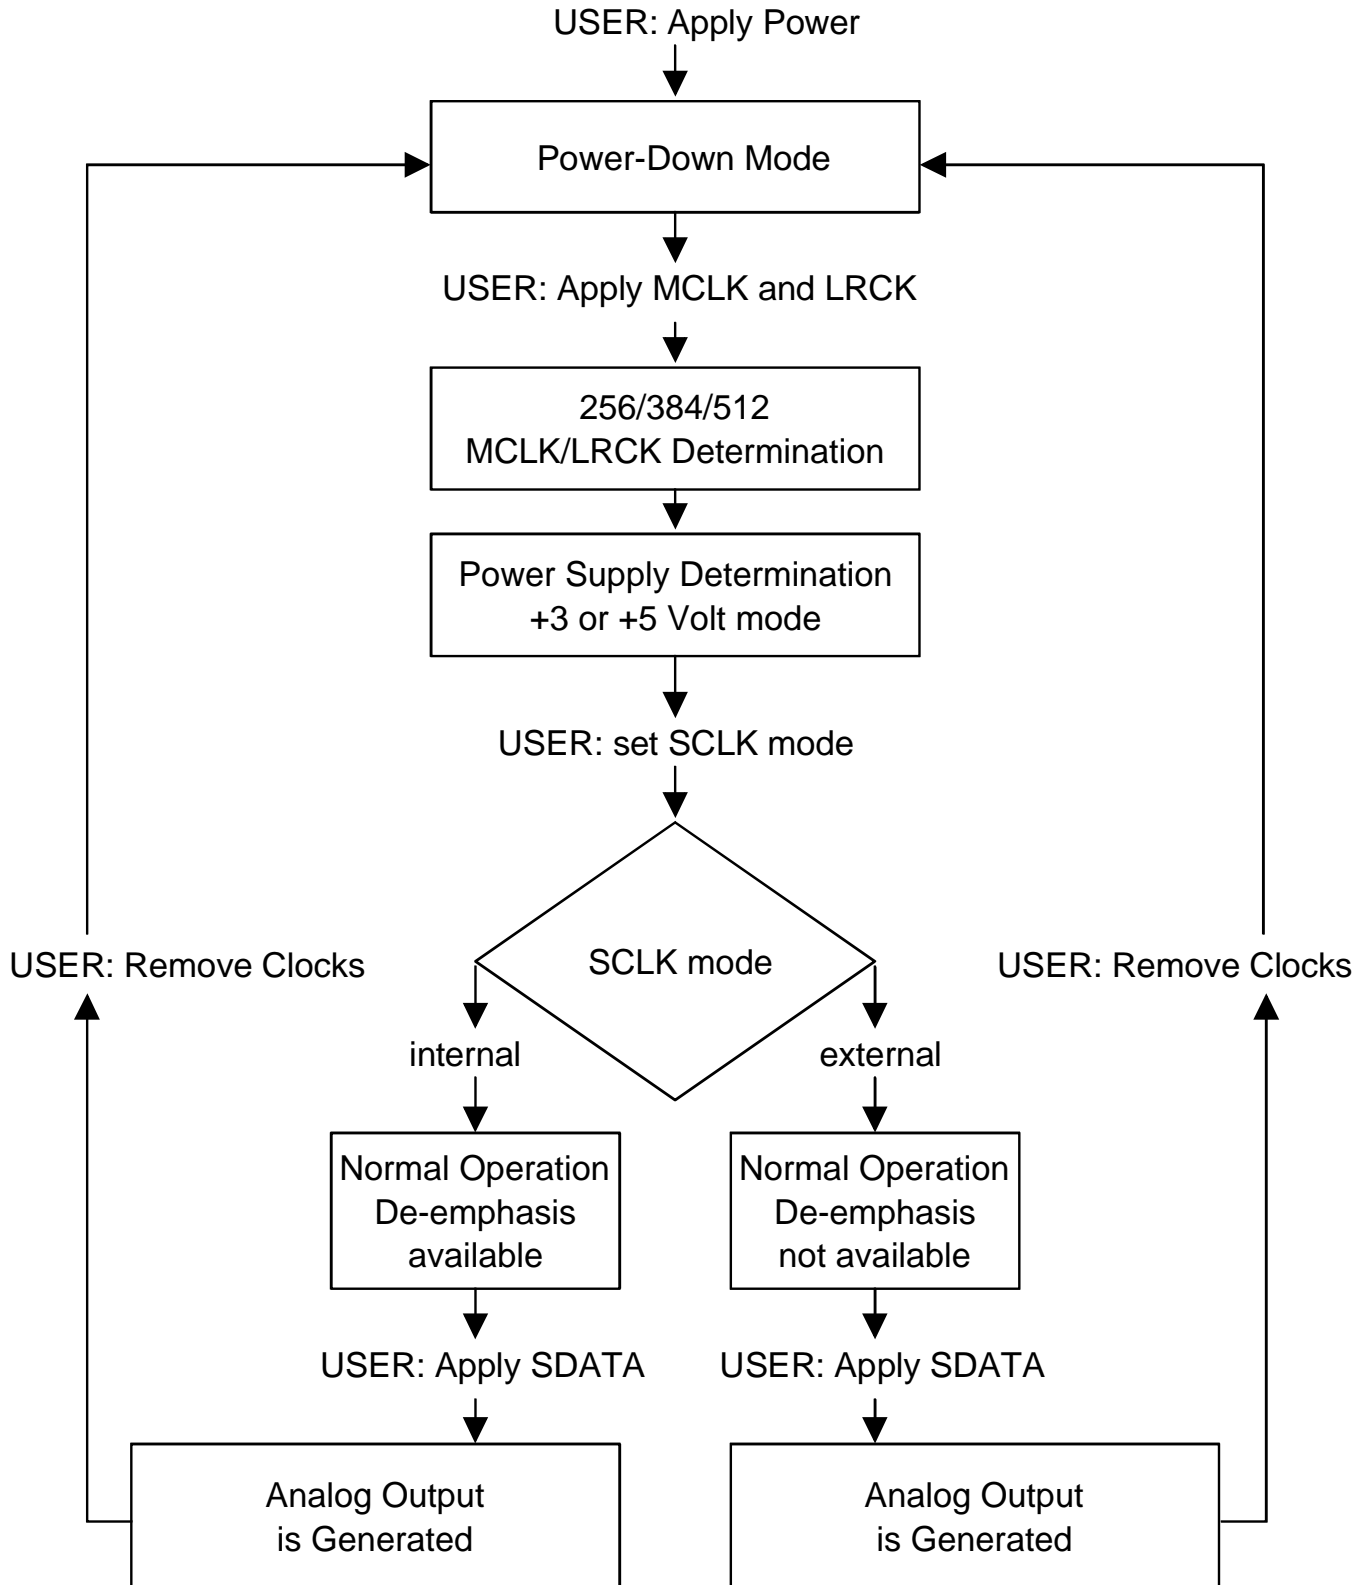 USER: Apply Power
Power-Down Mode
USER: Apply MCLK and LRCK
256/384/512
MCLK/LRCK Determination
Power Supply Determination
+3 or +5 Volt mode
USER: set SCLK mode
SCLK mode
USER: Remove Clocks
USER: Remove Clocks
internal
external
Normal Operation
De-emphasis
available
Normal Operation
De-emphasis
not available
USER: Apply SDATA
USER: Apply SDATA
Analog Output
is Generated
Analog Output
is Generated